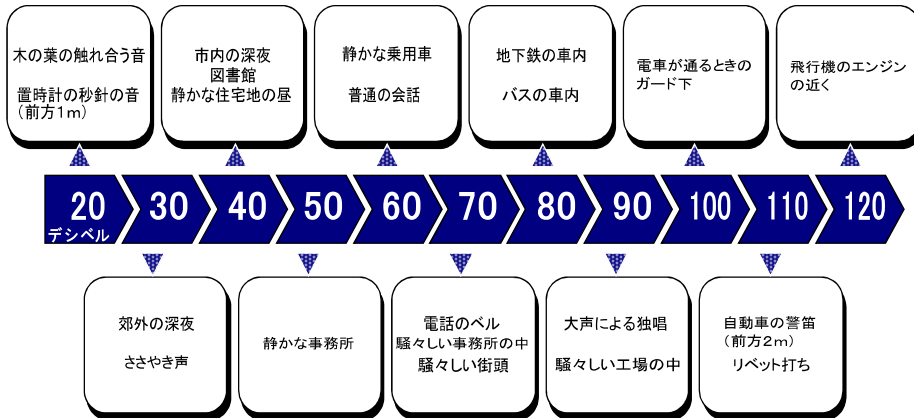 木の葉の触れ合う音
置時計の秒針の音
(前方1m)
市内の深夜
図書館
静かな住宅地の昼
静かな乗用車
普通の会話
地下鉄の車内
バスの車内
電車が通るときの
ガード下
飛行機のエンジン
の近く
20 30 40 50 60 70 80 90 100 110 120
デシベル
郊外の深夜
ささやき声
静かな事務所
電話のベル
騒々しい事務所の中
騒々しい街頭
大声による独唱
騒々しい工場の中
自動車の警笛
(前方2m)
リベット打ち